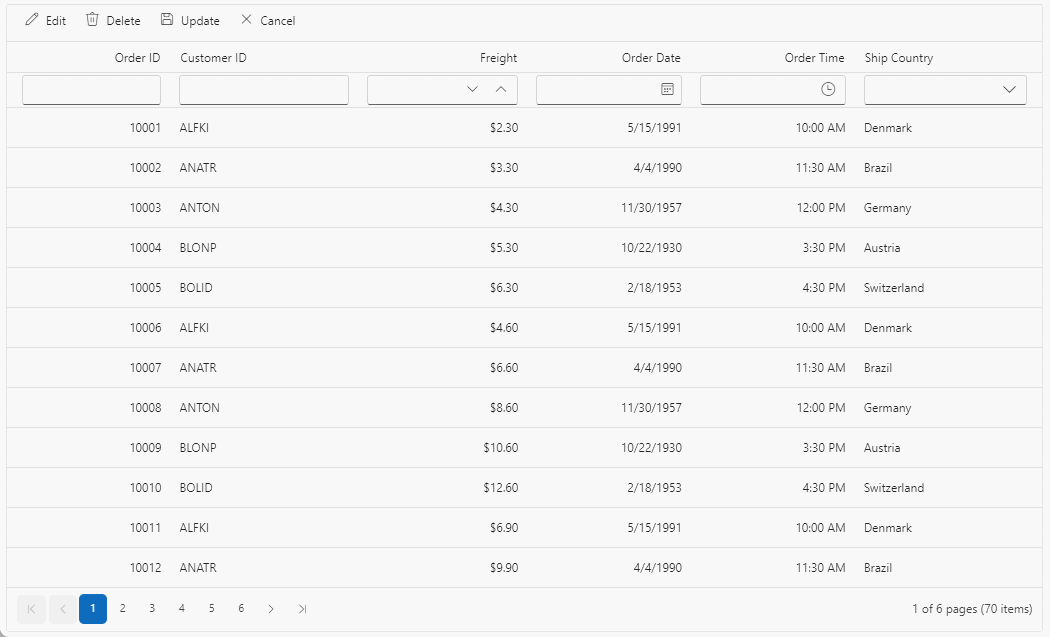 Edit Delete Update Cancel
Order ID Customer ID Freight Order Date Order Time Ship Country
10001 ALFKI $2.30 5/15/1991 10:00 AM Denmark
10002 ANATR $3.30 4/4/1990 11:30 AM Brazil
10003 ANTON $4.30 11/30/1957 12:00 PM Germany
10004 BLONP $5.30 10/22/1930 3:30 PM Austria
10005 BOLID $6.30 2/18/1953 4:30 PM Switzerland
10006 ALFKI $4.60 5/15/1991 10:00 AM Denmark
10007 ANATR $6.60 4/4/1990 11:30 AM Brazil
10008 ANTON $8.60 11/30/1957 12:00 PM Germany
10009 BLONP $10.60 10/22/1930 3:30 PM Austria
10010 BOLID $12.60 2/18/1953 4:30 PM Switzerland
10011 ALFKI $6.90 5/15/1991 10:00 AM Denmark
10012 ANATR $9.90 4/4/1990 11:30 AM Brazil
1 2 3 4 5 6 1 of 6 pages (70 items)